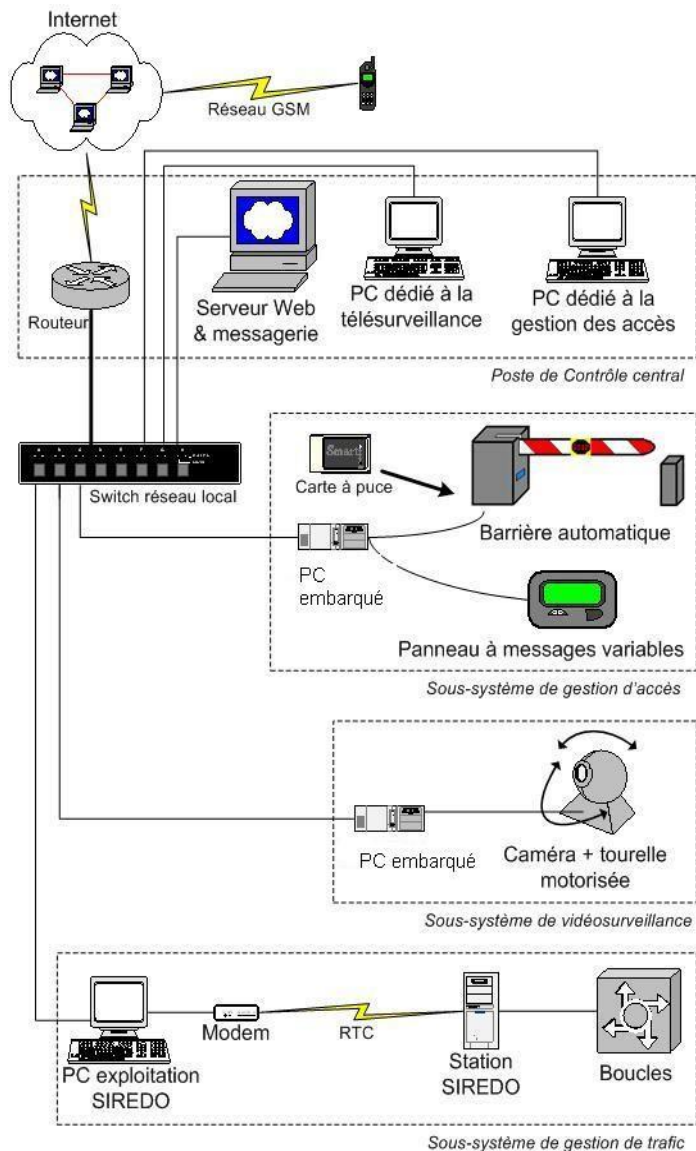 Internet
Réseau GSM
Routeur
Serveur Web
& messagerie
PC dédié à la
télésurveillance
PC dédié à la
gestion des accès
Poste de Contrôle central
Switch réseau local
Smart
Carte à puce
STOP
Barrière automatique
PC
embarqué
Panneau à messages variables
Sous-système de gestion d'accès
PC embarqué
Caméra + tourelle
motorisée
Sous-système de vidéosurveillance
Modem
RTC
PC exploitation
SIREDO
Station
SIREDO
Boucles
Sous-système de gestion de trafic